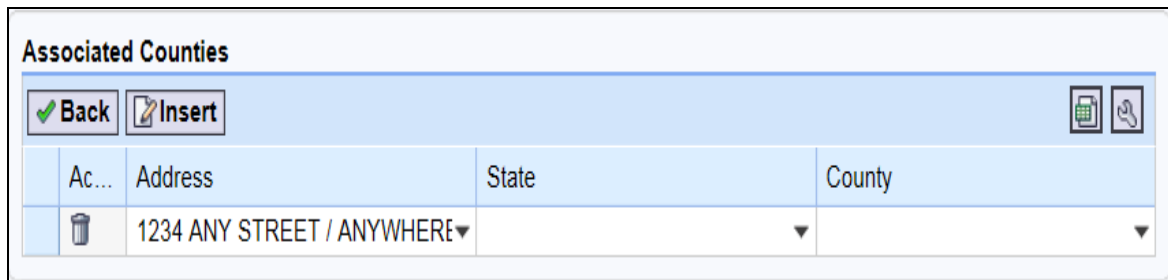 Associated Counties
Back Insert
Ac... Address State County
1234 ANY STREET / ANYWHERE